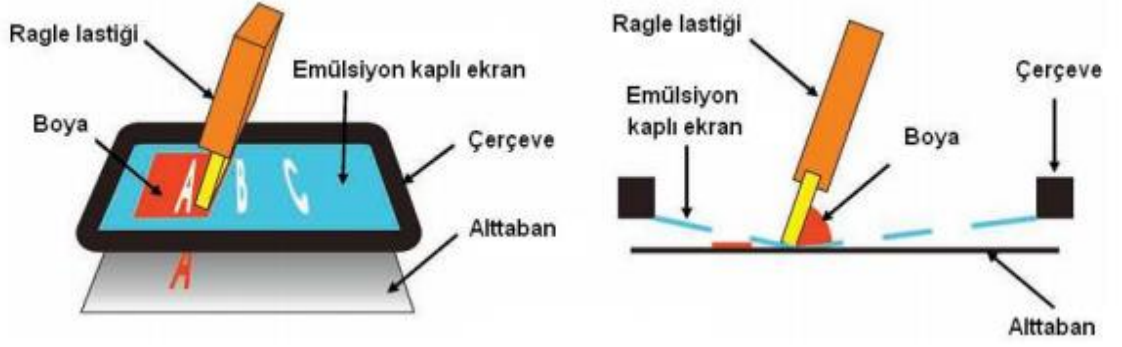 Ragle lastiği
Emülsiyon kaplı ekran
Boya
Çerçeve
Alttaban
A
B
C
A
Ragle lastiği
Çerçeve
Emülsiyon
kaplı ekran
Boya
Alttaban